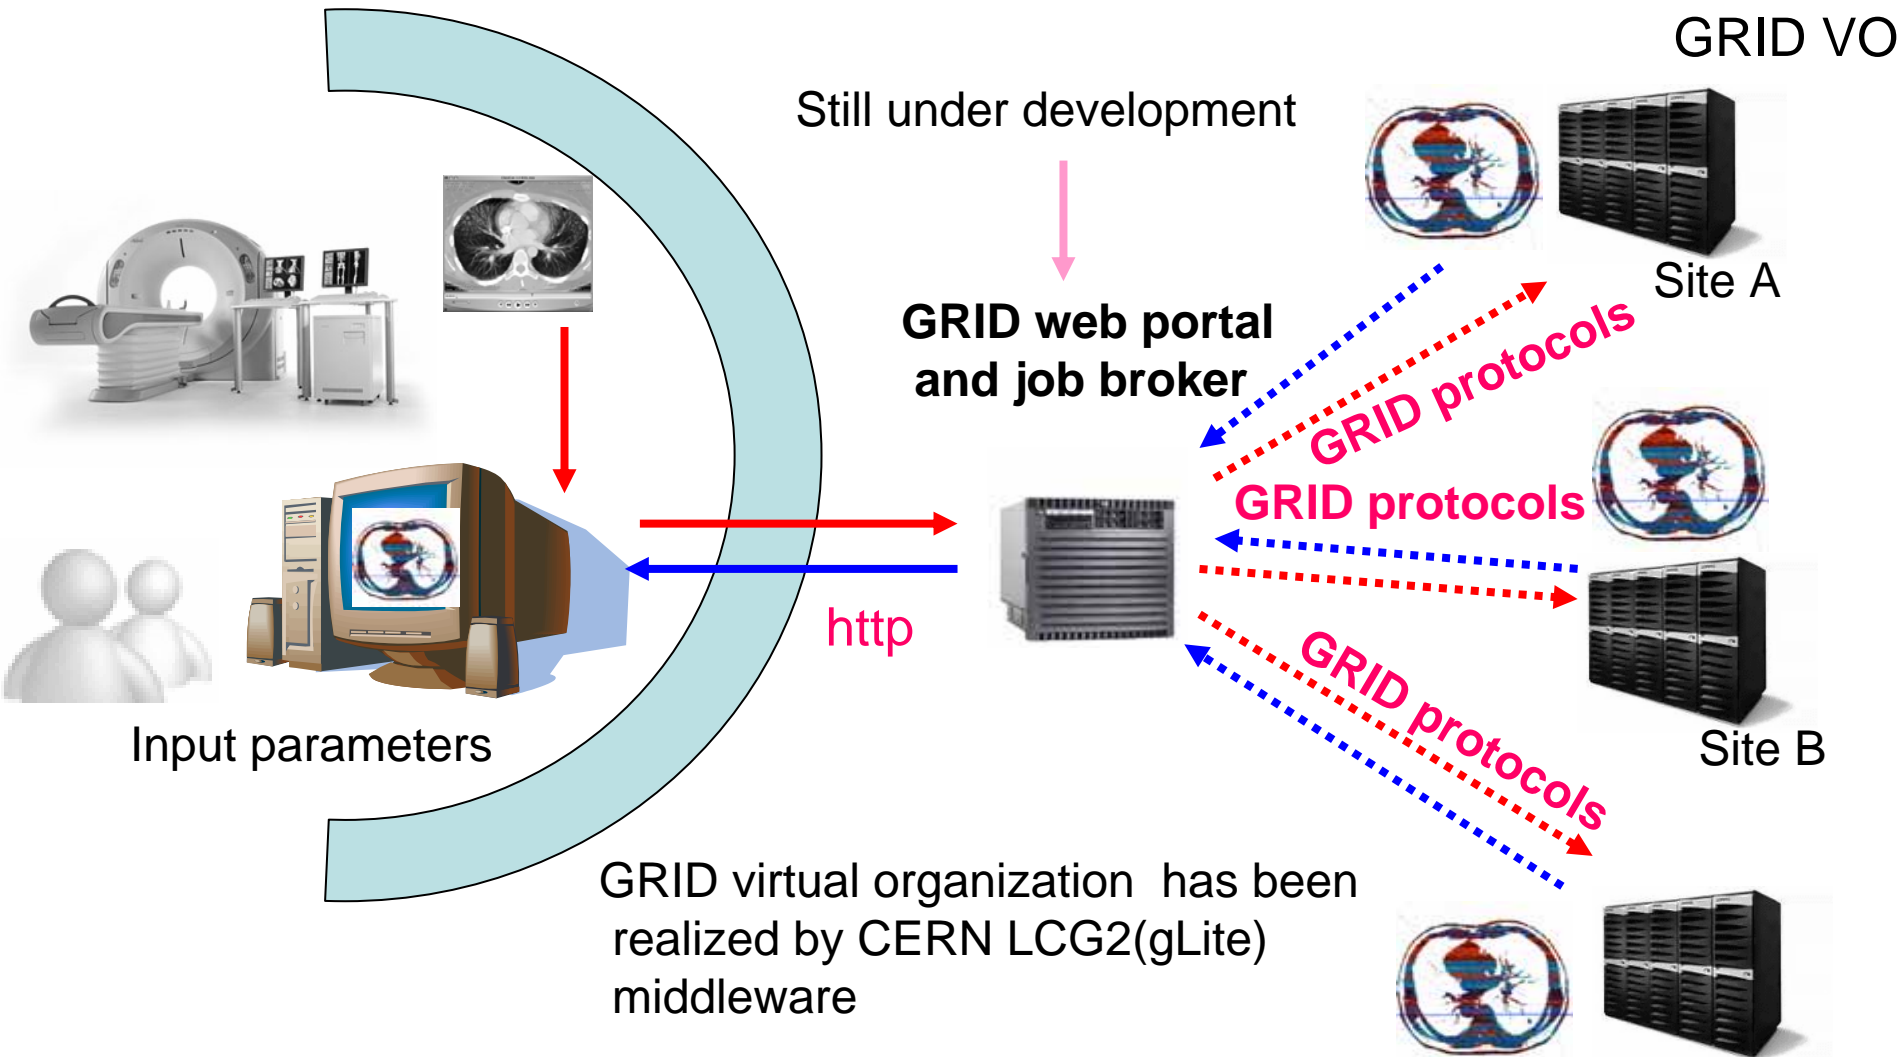 GRID VO
Still under development
Site A
GRID web portal
and job broker
GRID protocols
GRID protocols
http
GRID protocols
Input parameters
Site B
GRID virtual organization has been
realized by CERN LCG2(gLite)
middleware